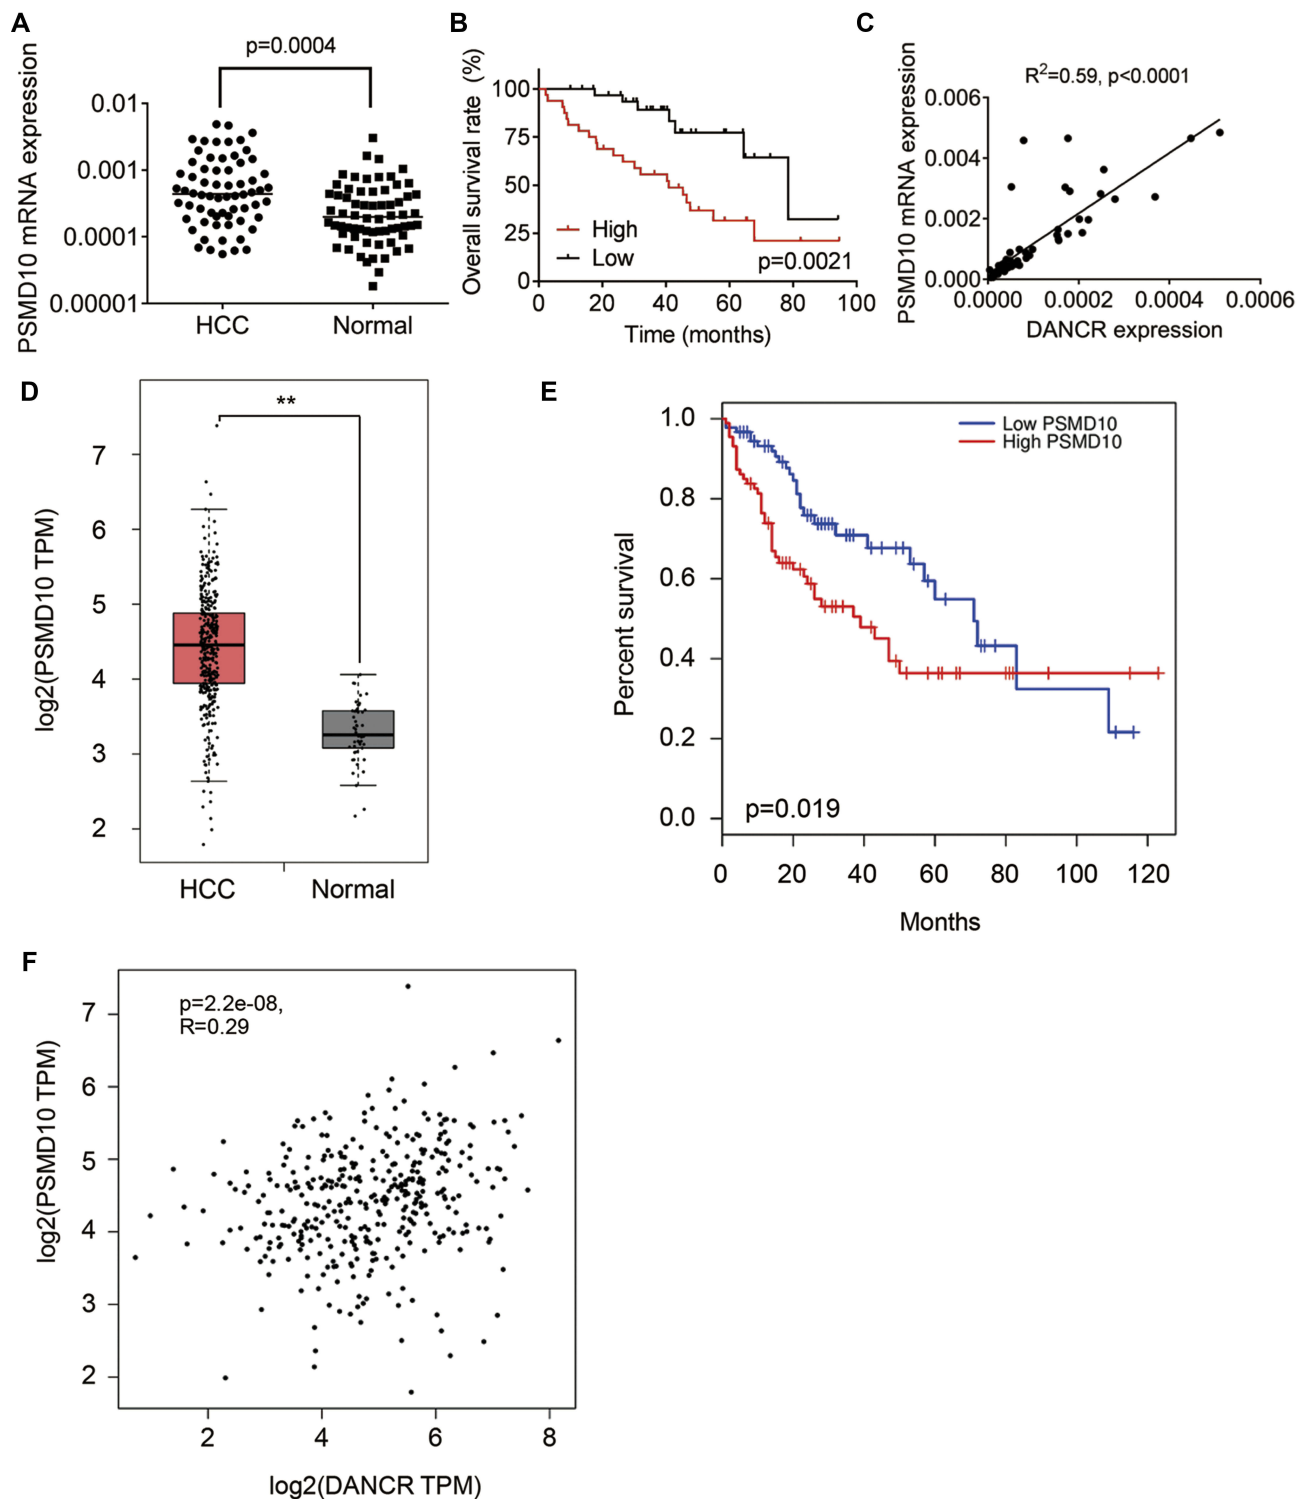 A
p=0.0004
PSMD10 mRNA expression
0.01
0.001
0.0001
0.00001
HCC
Normal
B
Overall survival rate (%)
100
75
50
25
0
High
Low
p=0.0021
0
20
40
60
80
100
Time (months)
C
R²=0.59, p<0.0001
PSMD10 mRNA expression
0.006
0.004
0.002
0.000
0.0000
0.0002
0.0004
0.0006
DANCR expression
D
**
log2(PSMD10 TPM)
7
6
5
4
3
2
HCC
Normal
E
Percent survival
1.0
0.8
0.6
0.4
0.2
0.0
Low PSMD10
High PSMD10
p=0.019
0
20
40
60
80
100
120
Months
F
p=2.2e-08,
R=0.29
log2(PSMD10 TPM)
7
6
5
4
3
2
2
4
6
8
log2(DANCR TPM)